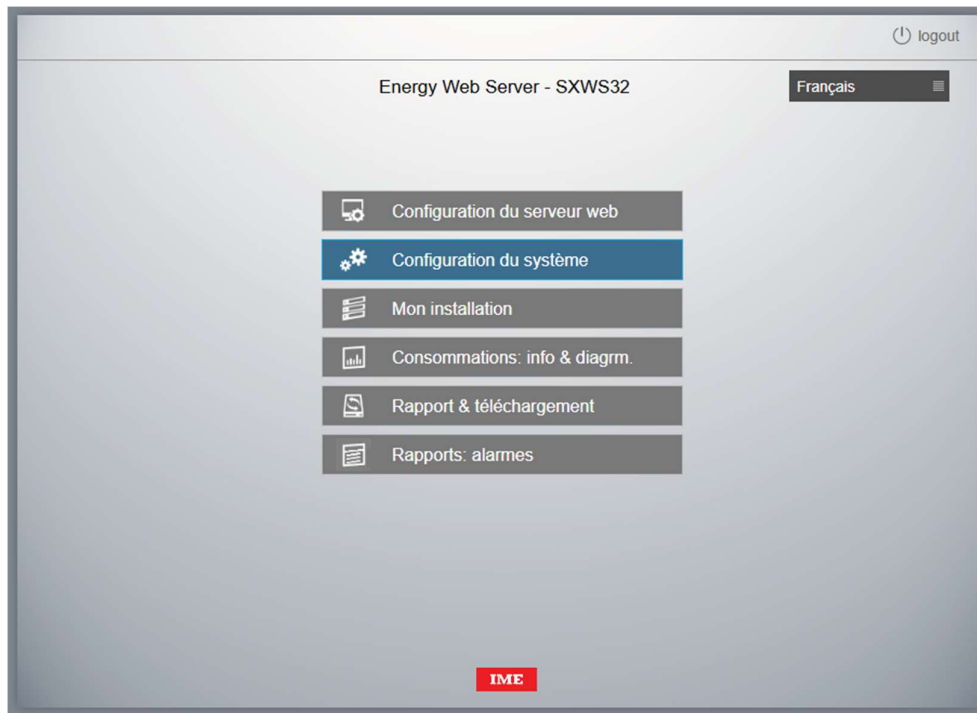 logout
Energy Web Server - SXWS32
Français
Configuration du serveur web
Configuration du système
Mon installation
Consommations: info & diagrm.
Rapport & téléchargement
Rapports: alarmes
IME